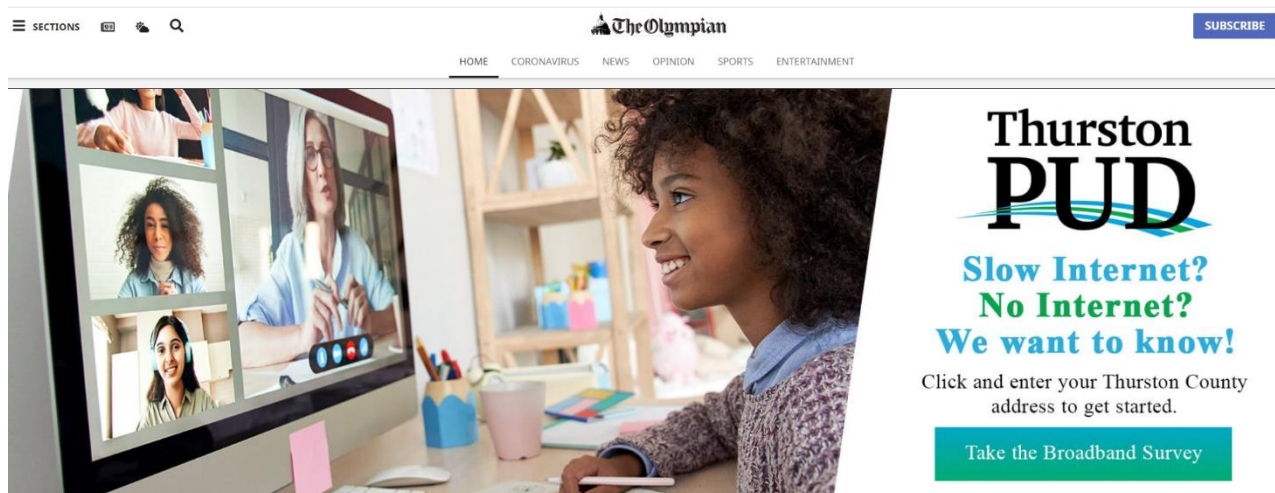 SECTIONS
The Olympian
SUBSCRIBE
HOME CORONAVIRUS NEWS OPINION SPORTS ENTERTAINMENT
Thurston
PUD
Slow Internet?
No Internet?
We want to know!
Click and enter your Thurston County
address to get started.
Take the Broadband Survey